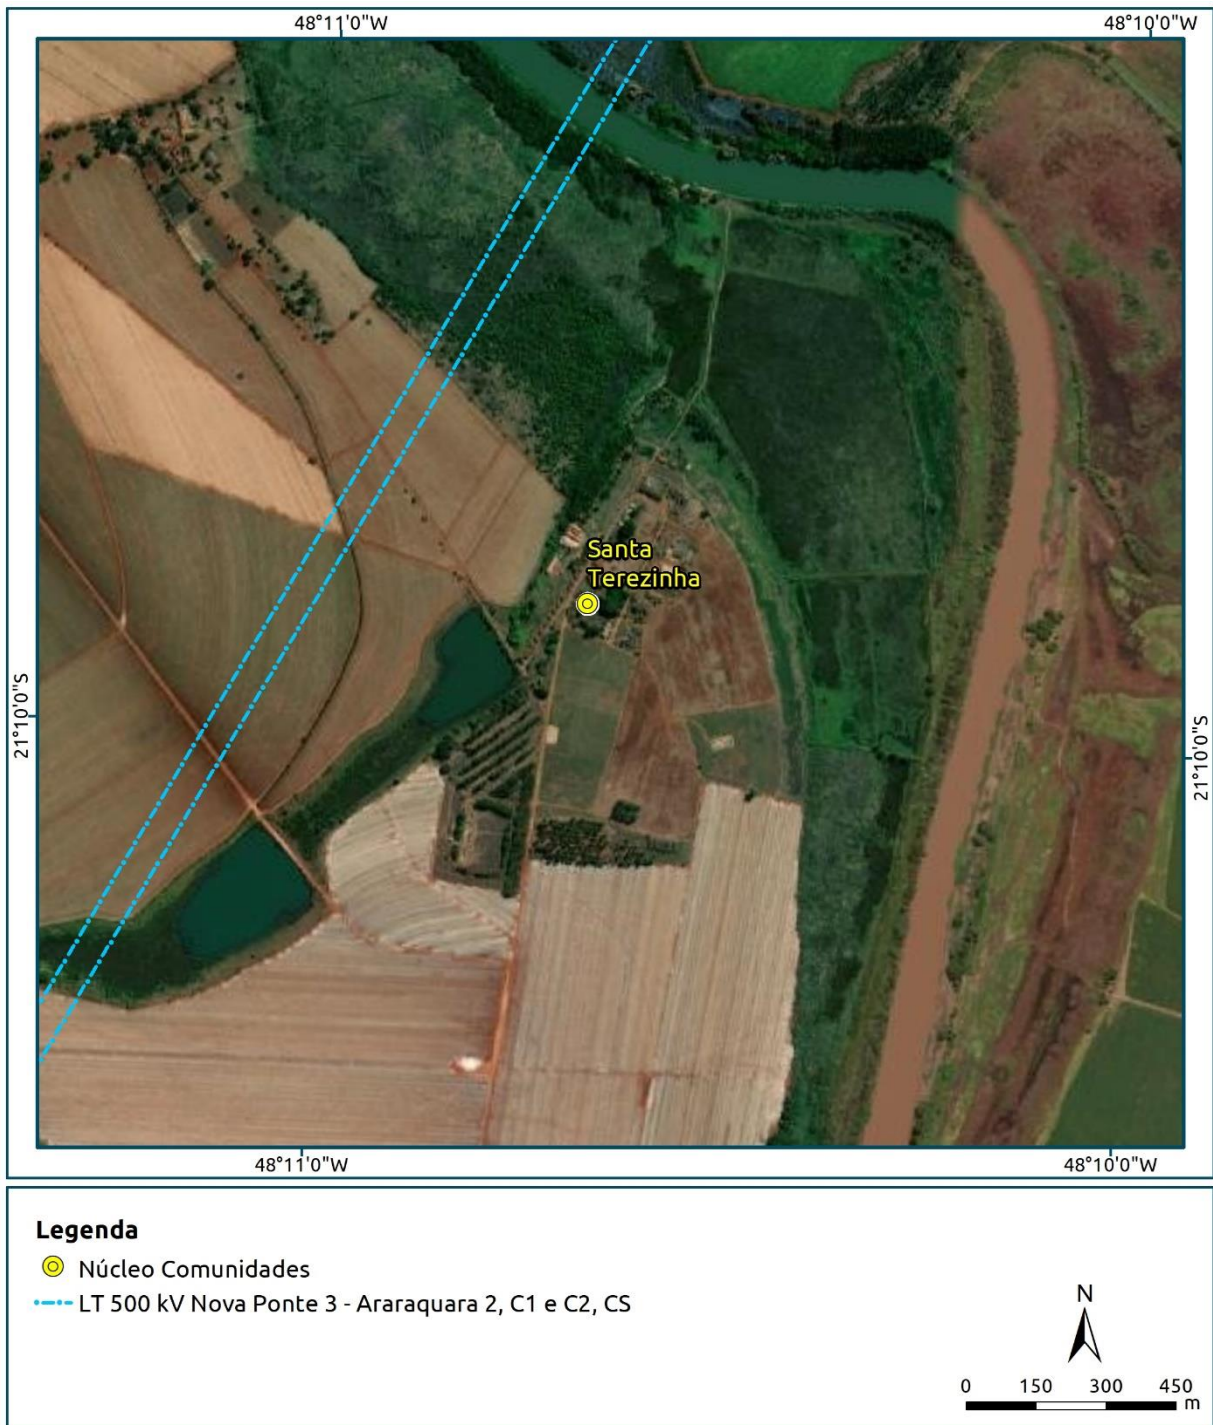 48°11'0"W
48°10'0"W
Santa
Terezinha
21°10'0"S
21°10'0"S
48°11'0"W
48°10'0"W
Legenda
Núcleo Comunidades
LT 500 kV Nova Ponte 3 - Araraquara 2, C1 e C2, CS
N
0 150 300 450
m